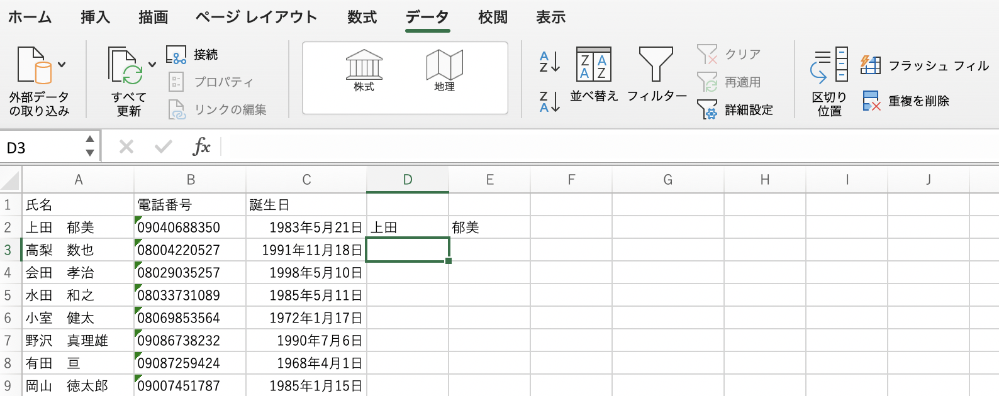 ホーム 挿入 描画 ページ レイアウト 数式 データ 校閲 表示
外部データ
の取り込み
すべて
更新
接続
プロパティ
リンクの編集
株式 地理
A
Z
Z
A
Z A
A Z
並べ替え フィルター
クリア
再適用
詳細設定
区切り
位置
フラッシュ フィル
重複を削除
D3 fx
A B C D E F G H I J
1 氏名 電話番号 誕生日
2 上田 郁美 09040688350 1983年5月21日 上田 郁美
3 高梨 数也 08004220527 1991年11月18日
4 会田 孝治 08029035257 1998年5月10日
5 水田 和之 08033731089 1985年5月11日
6 小室 健太 08069853564 1972年1月17日
7 野沢 真理雄 09086738232 1990年7月6日
8 有田 亘 09087259424 1968年4月1日
9 岡山 徳太郎 09007451787 1985年1月15日